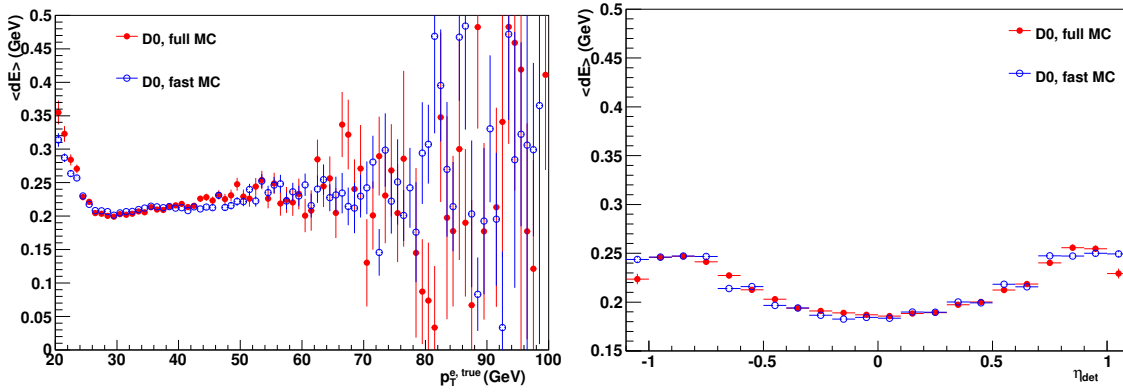 <dE> (GeV)
0.5
0.45
0.4
0.35
0.3
0.25
0.2
0.15
0.1
0.05
0
D0, full MC
D0, fast MC
20 30 40 50 60 70 80 90 100
p_T^{e, true} (GeV)
<dE> (GeV)
0.5
0.45
0.4
0.35
0.3
0.25
0.2
0.15
D0, full MC
D0, fast MC
-1 -0.5 0 0.5 1
η_det